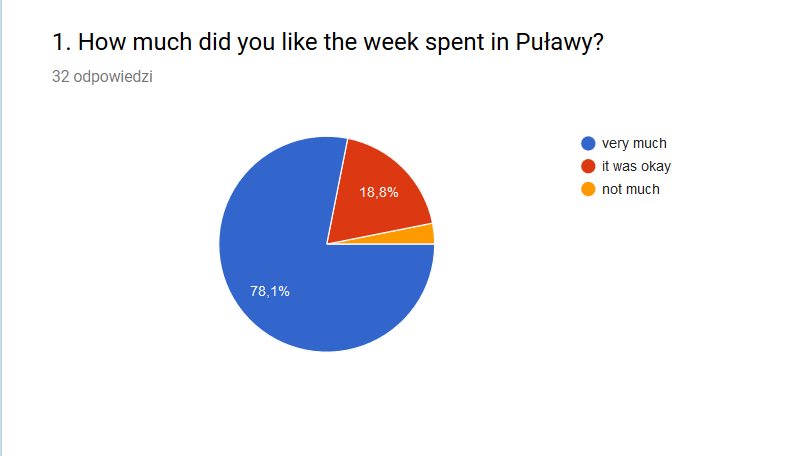 1. How much did you like the week spent in Puławy?
32 odpowiedzi
very much
it was okay
not much
18,8%
78,1%